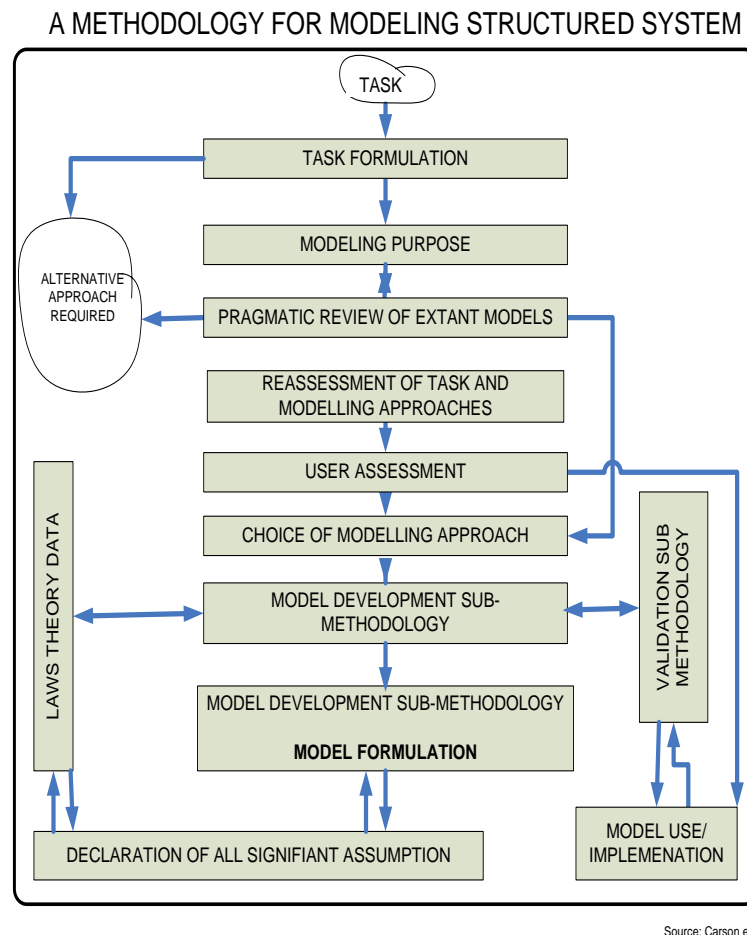 A METHODOLOGY FOR MODELING STRUCTURED SYSTEM
TASK
TASK FORMULATION
MODELING PURPOSE
ALTERNATIVE
APPROACH
REQUIRED
PRAGMATIC REVIEW OF EXTANT MODELS
REASSESSMENT OF TASK AND
MODELLING APPROACHES
USER ASSESSMENT
CHOICE OF MODELLING APPROACH
LAWS THEORY DATA
MODEL DEVELOPMENT SUB-
METHODOLOGY
VALIDATION SUB
METHODOLOGY
MODEL DEVELOPMENT SUB-METHODOLOGY
MODEL FORMULATION
DECLARATION OF ALL SIGNIFIANT ASSUMPTION
MODEL USE/
IMPLEMENATION
Source: Carson e